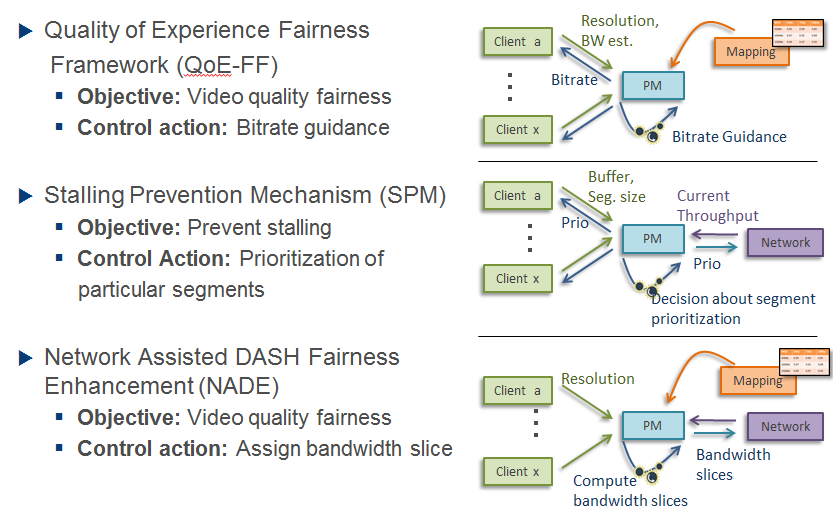 Quality of Experience Fairness
Framework (QoE-FF)
Objective: Video quality fairness
Control action: Bitrate guidance
Client a
Resolution,
BW est.
Mapping
Bitrate
PM
Client x
Bitrate Guidance
Stalling Prevention Mechanism (SPM)
Objective: Prevent stalling
Control Action: Prioritization of
particular segments
Client a
Buffer,
Seg. size
Current
Throughput
Prio
PM
Network
Prio
Client x
Decision about segment
prioritization
Network Assisted DASH Fairness
Enhancement (NADE)
Objective: Video quality fairness
Control action: Assign bandwidth slice
Client a
Resolution
Mapping
PM
Network
Bandwidth
slices
Client x
Compute
bandwidth slices